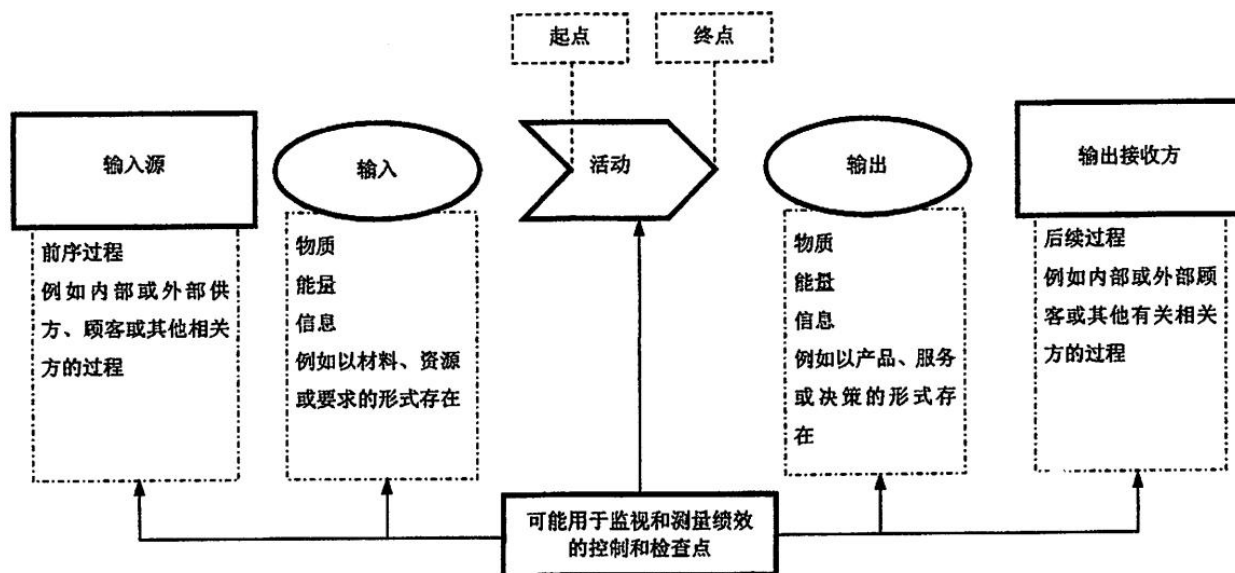 起点
终点
输入源
输入
活动
输出
输出接收方
前序过程
例如内部或外部供
方、顾客或其他相关
方的过程
物质
能量
信息
例如以材料、资源
或要求的形式存在
物质
能量
信息
例如以产品、服务
或决策的形式存
在
后续过程
例如内部或外部顾
客或其他有关相关
方的过程
可能用于监视和测量绩效
的控制和检查点